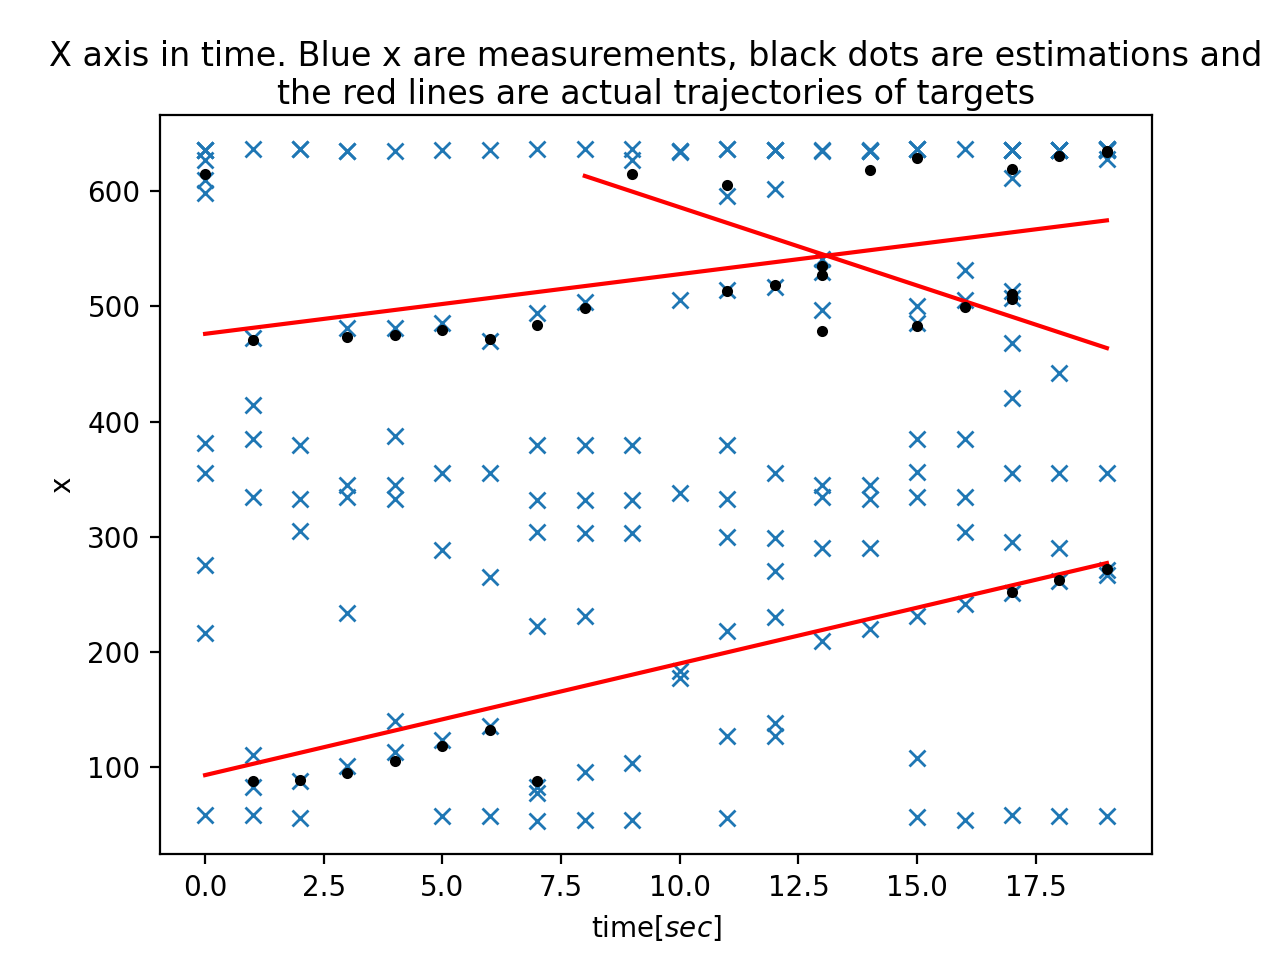 X axis in time. Blue x are measurements, black dots are estimations and
the red lines are actual trajectories of targets
600
500
400
300
200
100
x
0.0 2.5 5.0 7.5 10.0 12.5 15.0 17.5
time[sec]